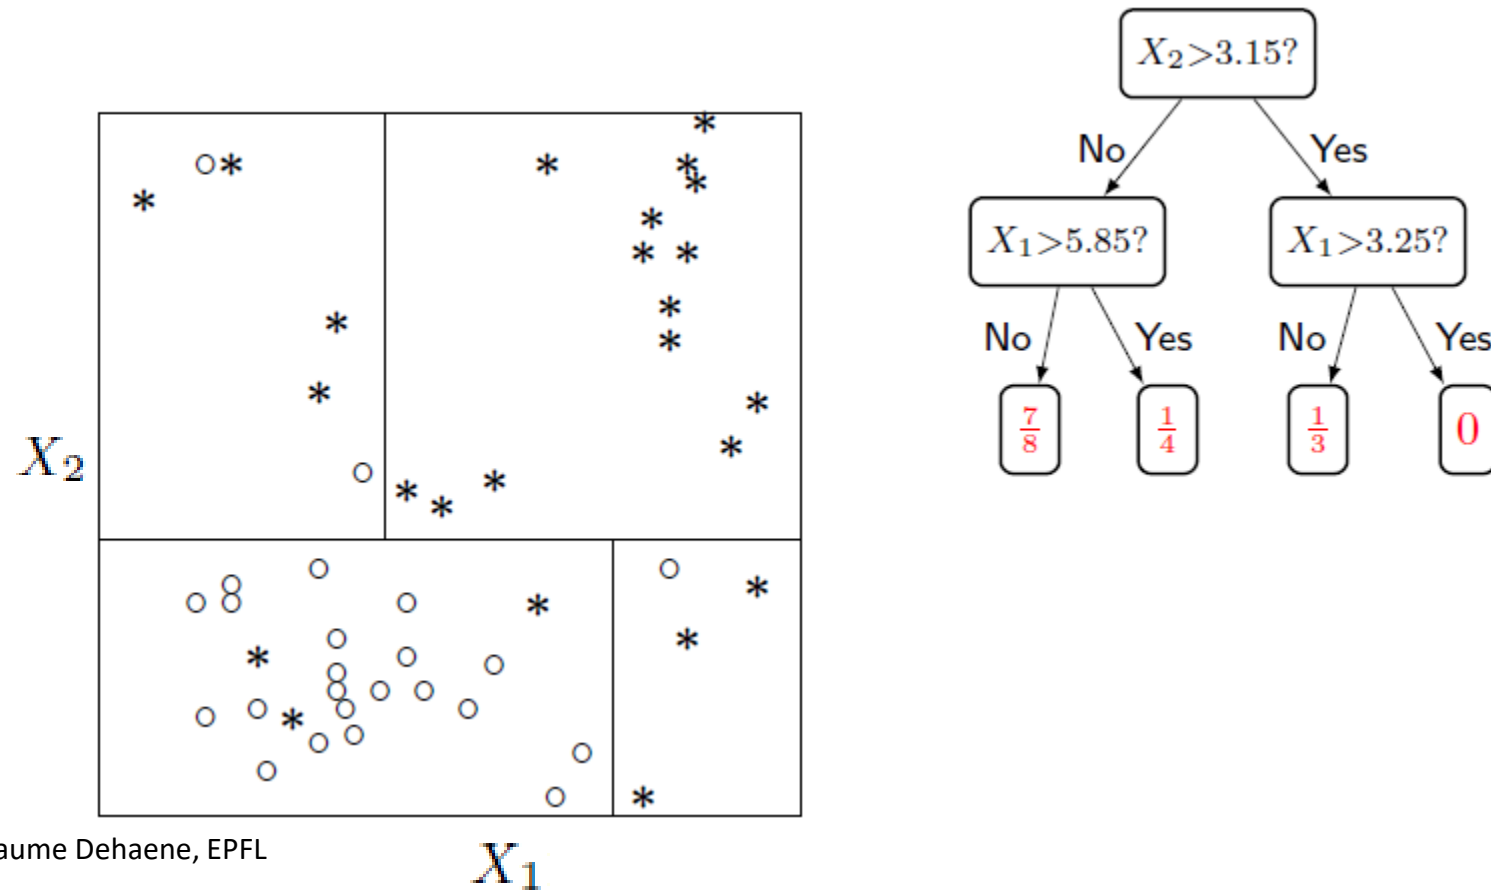 X₂>3.15?
No Yes
X₁>5.85? X₁>3.25?
No Yes No Yes
7/8 1/4 1/3 0
X₂
aume Dehaene, EPFL
X₁